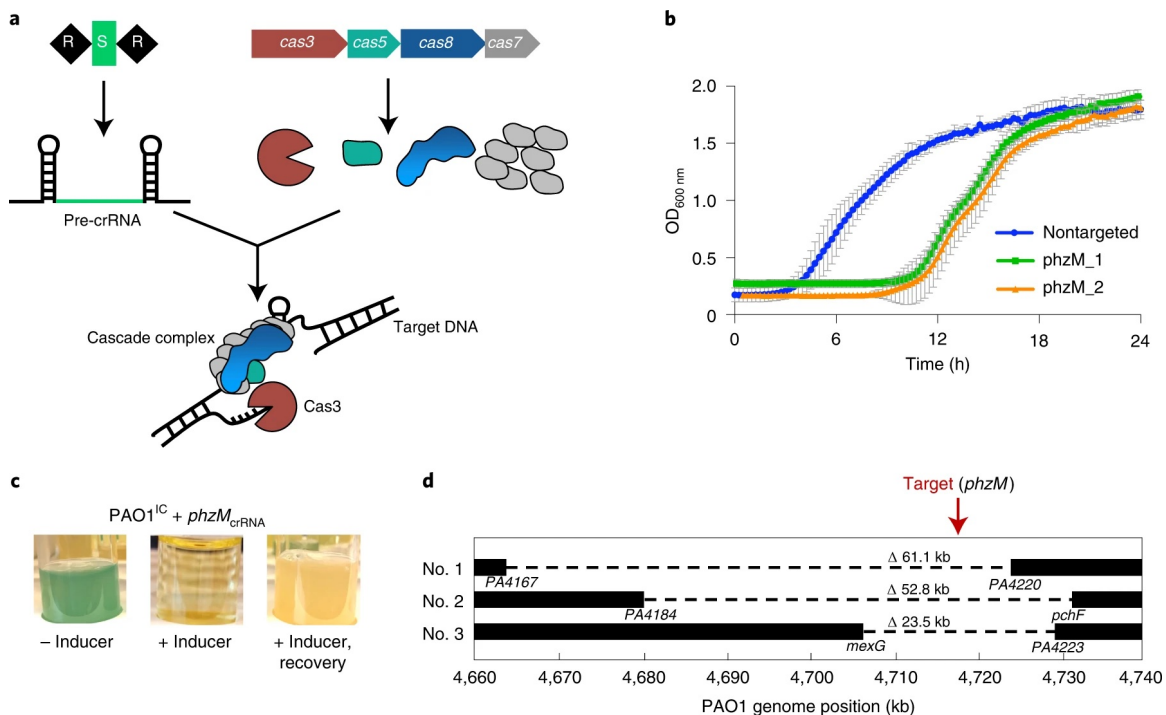 a
R S R
cas3 cas5 cas8 cas7
Pre-crRNA
Cascade complex
Target DNA
Cas3
b
OD600 nm
2.0
1.5
1.0
0.5
0
0 6 12 18 24
Time (h)
Nontargeted
phzM_1
phzM_2
c
PAO1IC + phzMcrRNA
– Inducer
+ Inducer
+ Inducer,
recovery
d
Target (phzM)
No. 1
PA4167
Δ 61.1 kb
PA4220
No. 2
PA4184
Δ 52.8 kb
pchF
No. 3
Δ 23.5 kb
mexG
PA4223
4,660 4,670 4,680 4,690 4,700 4,710 4,720 4,730 4,740
PAO1 genome position (kb)